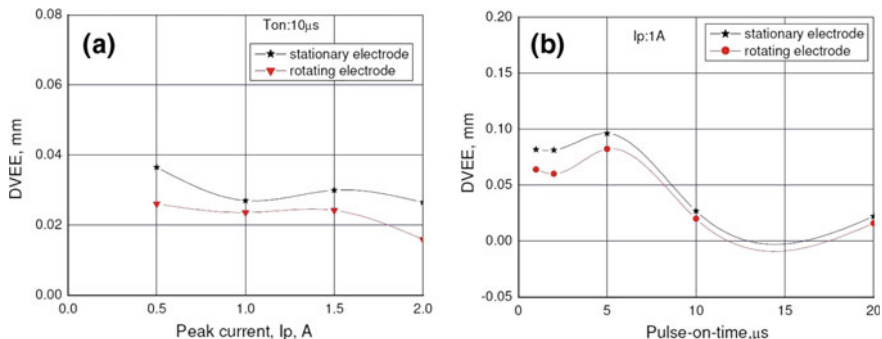 (a)
Ton:10µs
stationary electrode
rotating electrode
DVEE, mm
0.08
0.06
0.04
0.02
0.00
0.0 0.5 1.0 1.5 2.0
Peak current, Ip, A
(b)
Ip:1A
stationary electrode
rotating electrode
DVEE, mm
0.20
0.15
0.10
0.05
0.00
-0.05
0 5 10 15 20
Pulse-on-time,µs